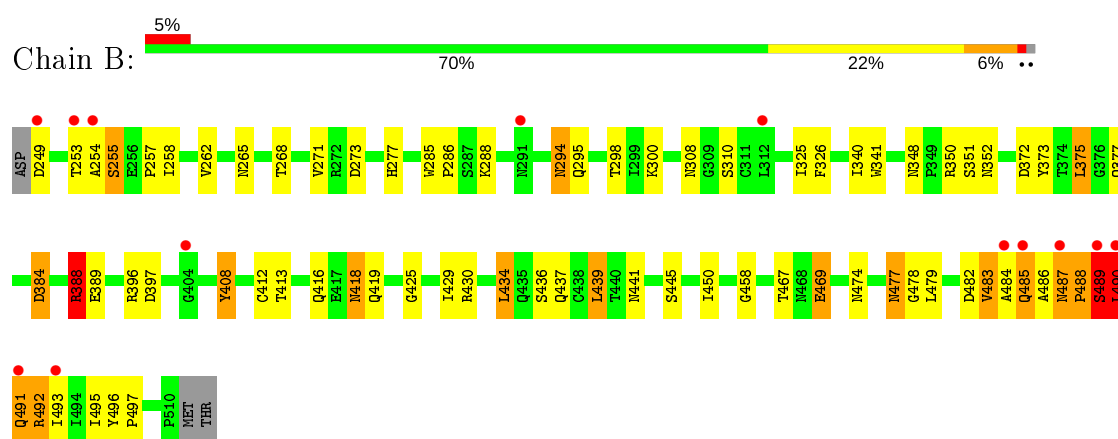 5%
Chain B:
70% 22% 6% ••
ASP D249 T253 A254 S255 E256 P257 I258 V262 N265 T268 V271 R272 D273 H277 W285 P286 S287 K288 N291 N294 Q295 T298 I299 K300 N308 G309 S310 C311 L312 I325 F326 I340 W341 N348 P349 R350 S351 N352 D372 Y373 T374 L375 G376 Q377
D384 R388 E389 R396 D397 G404 Y408 C412 T413 Q416 E417 N418 Q419 G425 I429 R430 L434 Q435 S436 Q437 C438 L439 T440 N441 S445 I450 G458 T467 N468 E469 N474 N477 G478 L479 D482 V483 A484 Q485 A486 N487 P488 S489 L490
Q491 R492 I493 I494 I495 Y496 P497 P510 MET THR